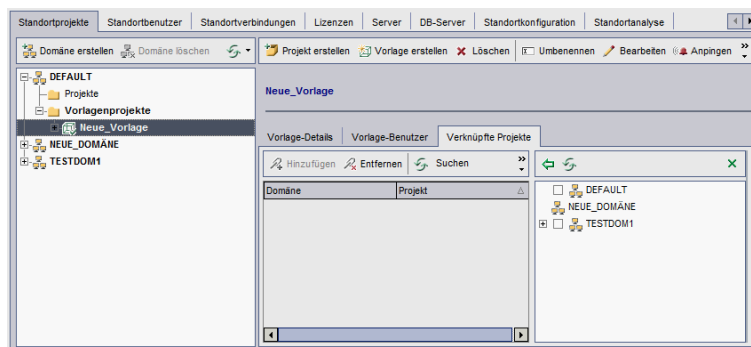 Standortprojekte Standortbenutzer Standortverbindungen Lizenzen Server DB-Server Standortkonfiguration Standortanalyse
Domäne erstellen Domäne löschen Projekt erstellen Vorlage erstellen Löschen Umbenennen Bearbeiten Anpingen
DEFAULT
Projekte
Vorlagenprojekte
Neue_Vorlage
NEUE_DOMÄNE
TESTDOM1
Neue_Vorlage
Vorlage-Details Vorlage-Benutzer Verknüpfte Projekte
Hinzufügen Entfernen Suchen
Domäne Projekt
DEFAULT
NEUE_DOMÄNE
TESTDOM1